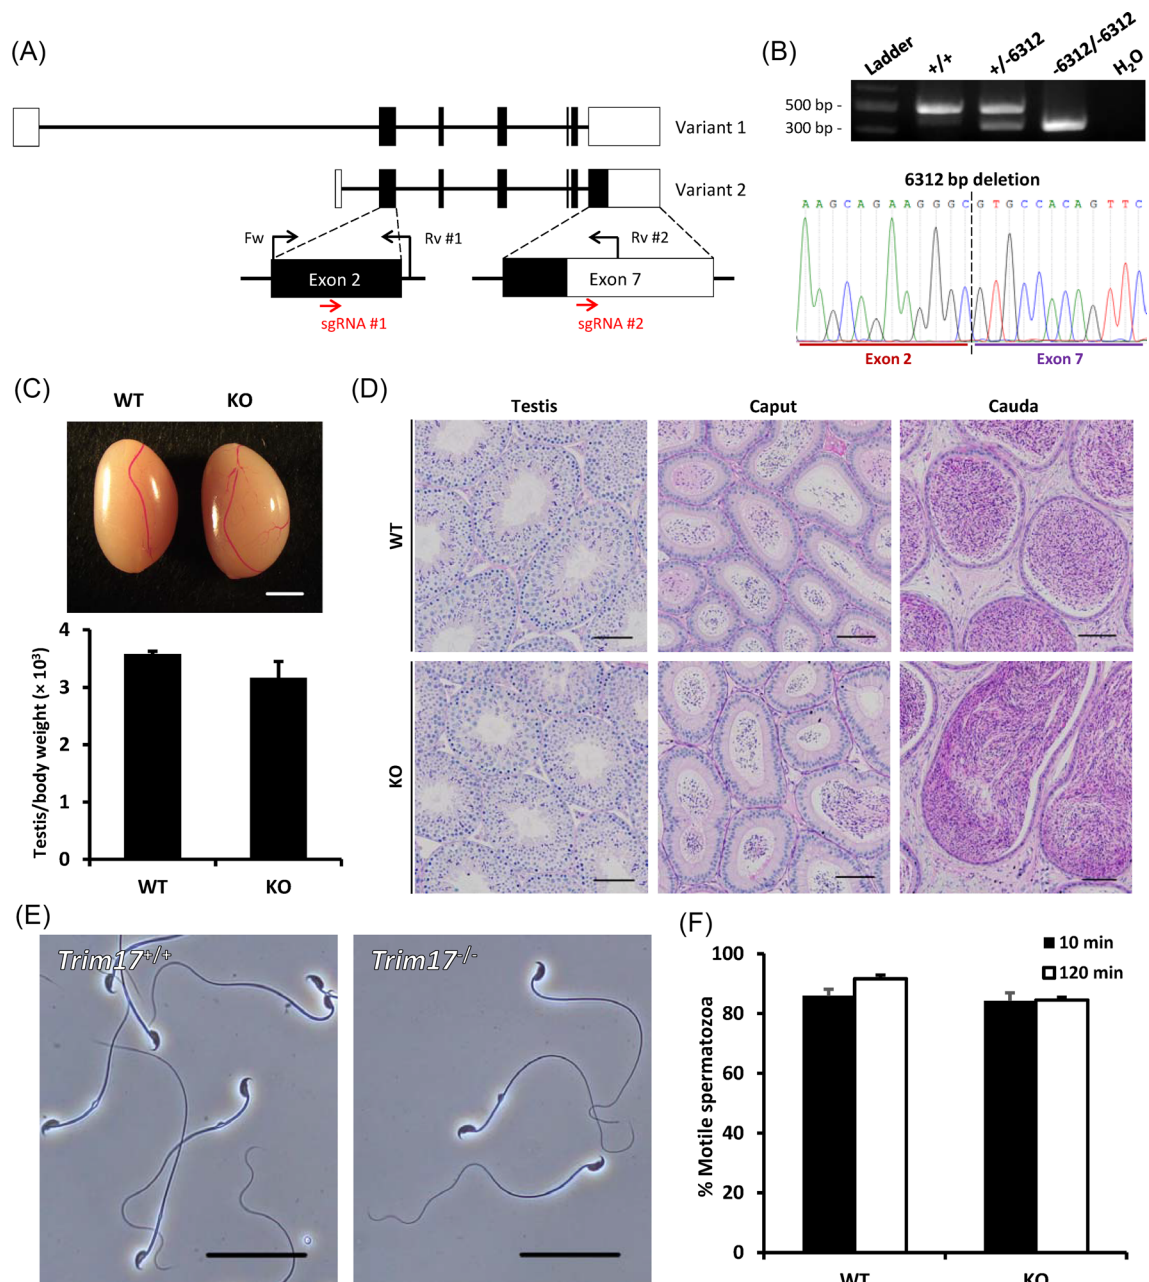 (A)
Variant 1
Variant 2
Fw
Rv #1
Rv #2
Exon 2
Exon 7
sgRNA #1
sgRNA #2
(B)
Ladder
+/+
+/-6312
-6312/-6312
H2O
500 bp -
300 bp -
6312 bp deletion
AAGCAGAAGGGCGTGCCACAGTTC
Exon 2
Exon 7
(C)
WT
KO
Testis/body weight (× 10³)
4
3
2
1
0
WT
KO
(D)
Testis
Caput
Cauda
WT
KO
(E)
Trim17+/+
Trim17-/-
(F)
10 min
120 min
% Motile spermatozoa
100
80
60
40
20
0
WT
KO